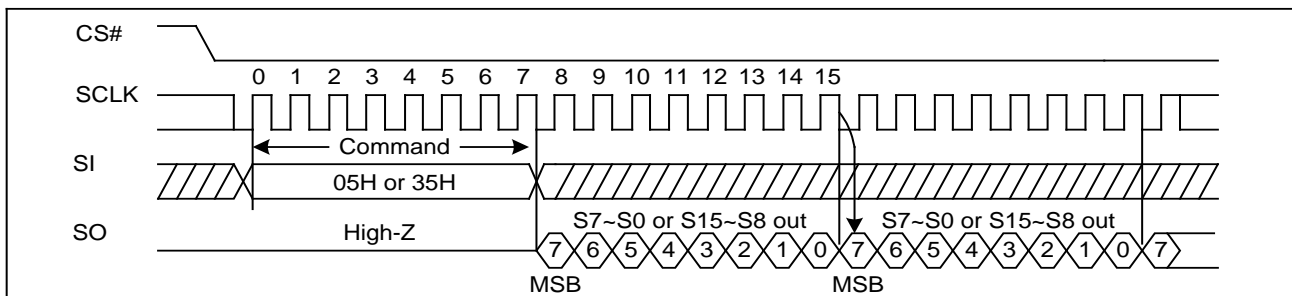 CS#
0 1 2 3 4 5 6 7 8 9 10 11 12 13 14 15
SCLK
Command
SI
05H or 35H
S7~S0 or S15~S8 out S7~S0 or S15~S8 out
SO
High-Z
7 6 5 4 3 2 1 0 7 6 5 4 3 2 1 0 7
MSB MSB